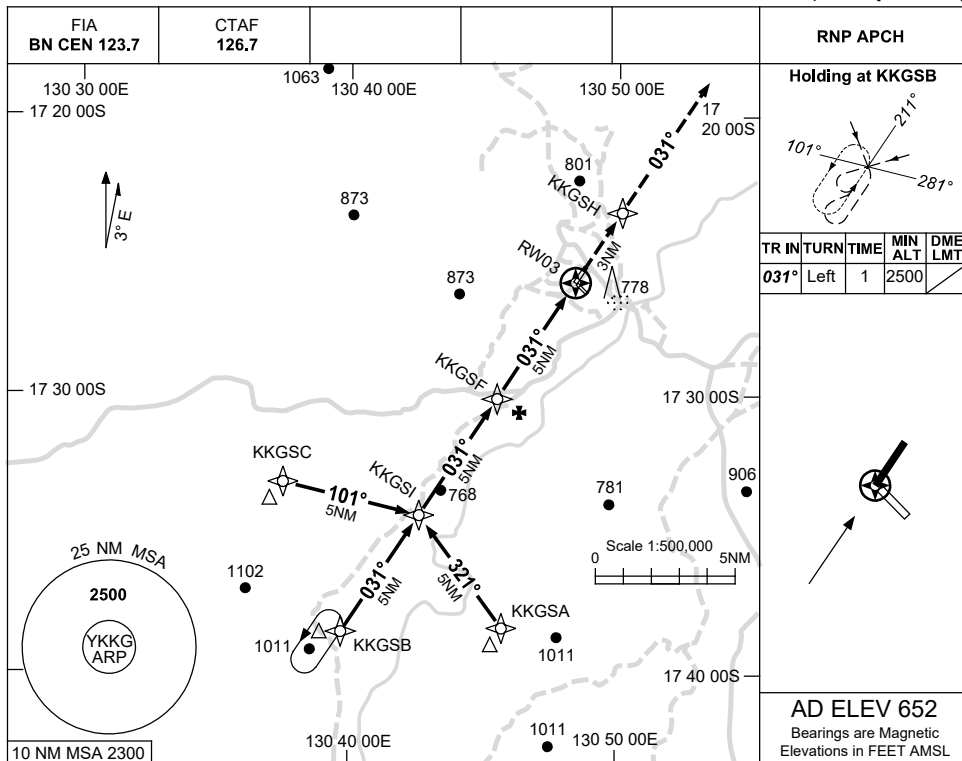 FIA
BN CEN 123.7
CTAF
126.7
RNP APCH
1063
130 30 00E
130 40 00E
130 50 00E
17 20 00S
17
20 00S
031°
Holding at KKGSB
211°
101°
281°
TR IN TURN TIME MIN ALT DME LMT
031° Left 1 2500
3° E
801
873
KKGSH
RW03
3NM
873
778
031°
5NM
KKGSF
17 30 00S
17 30 00S
KKGSC
KKGSI
031°
5NM
101°
5NM
768
781
906
Scale 1:500,000
0 5NM
25 NM MSA
2500
YKKG
ARP
1102
031°
5NM
321°
5NM
KKGSA
1011
KKGSB
1011
17 40 00S
1011
130 40 00E
130 50 00E
10 NM MSA 2300
AD ELEV 652
Bearings are Magnetic
Elevations in FEET AMSL